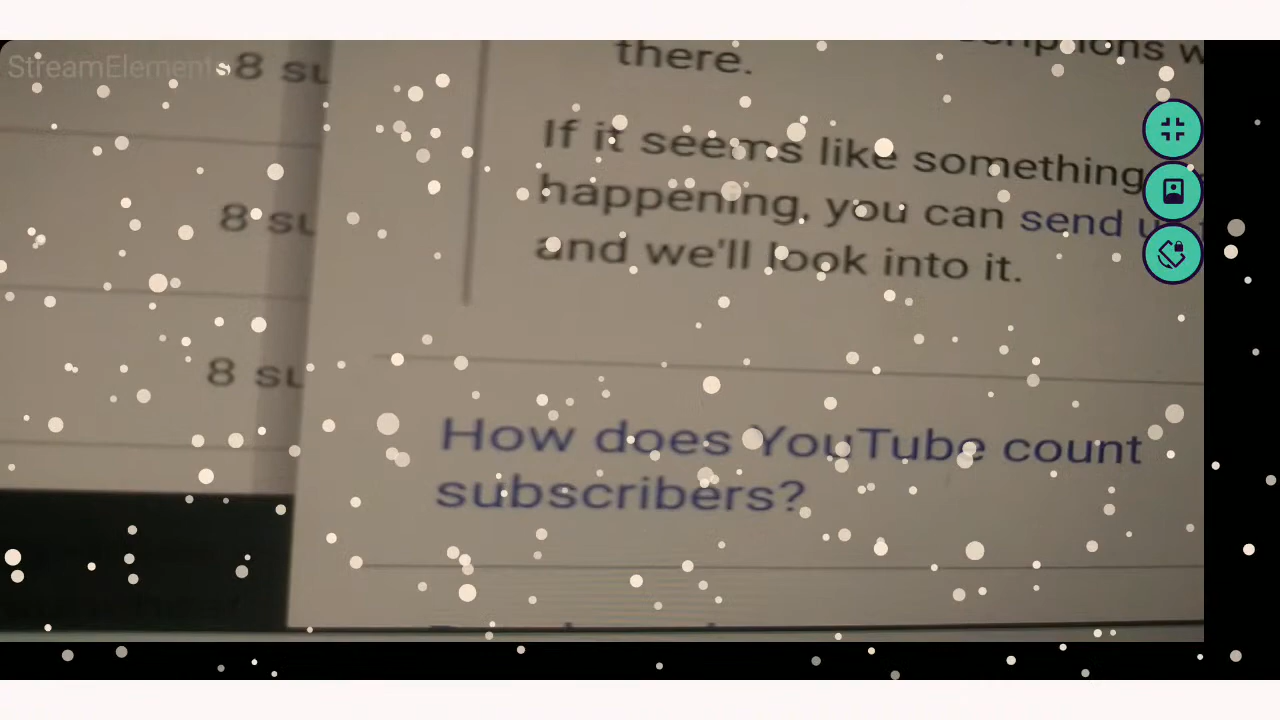 StreamElements
8 su
8 su
8 su
there.
If it seems like something
happening, you can send us
and we'll look into it.
How does YouTube count
subscribers?